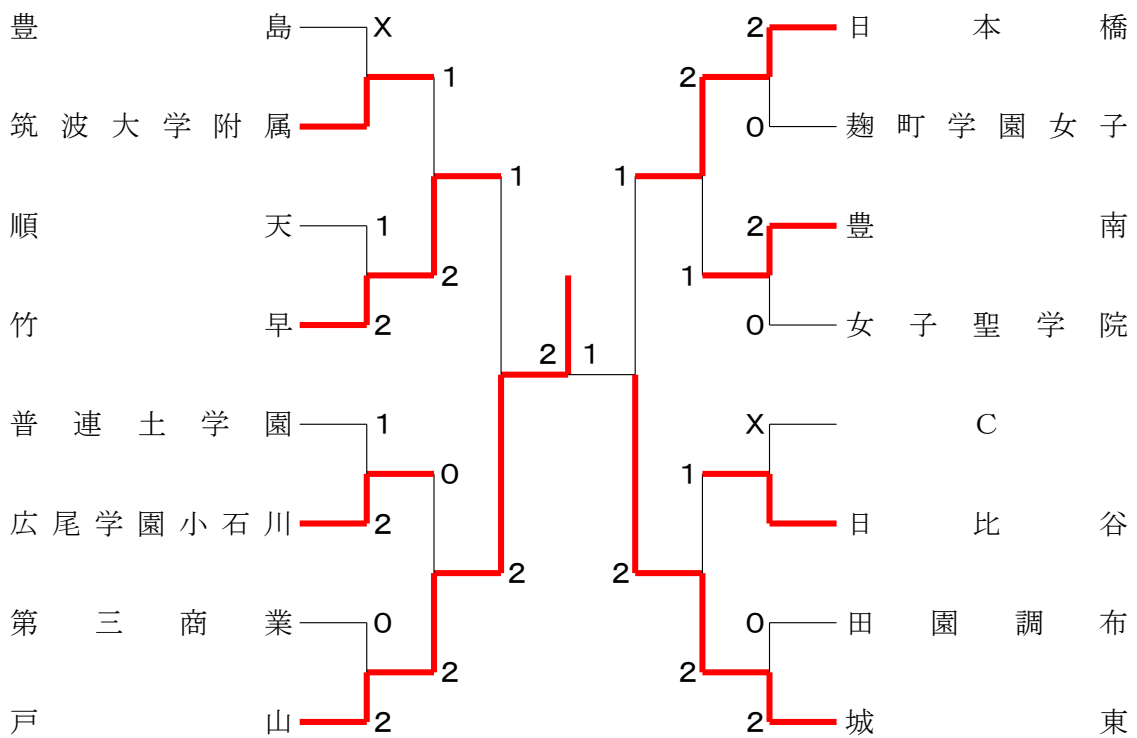 豊島 X 2 日本橋
1 2
筑波大学附属 0 麹町学園女子
1 1
順天 1 2 豊南
2 1
竹早 2 0 女子聖学院
2 1
普連土学園 1 X C
0 1
広尾学園小石川 2 日比谷
2 2
第三商業 0 0 田園調布
2 2
戸山 2 2 城東